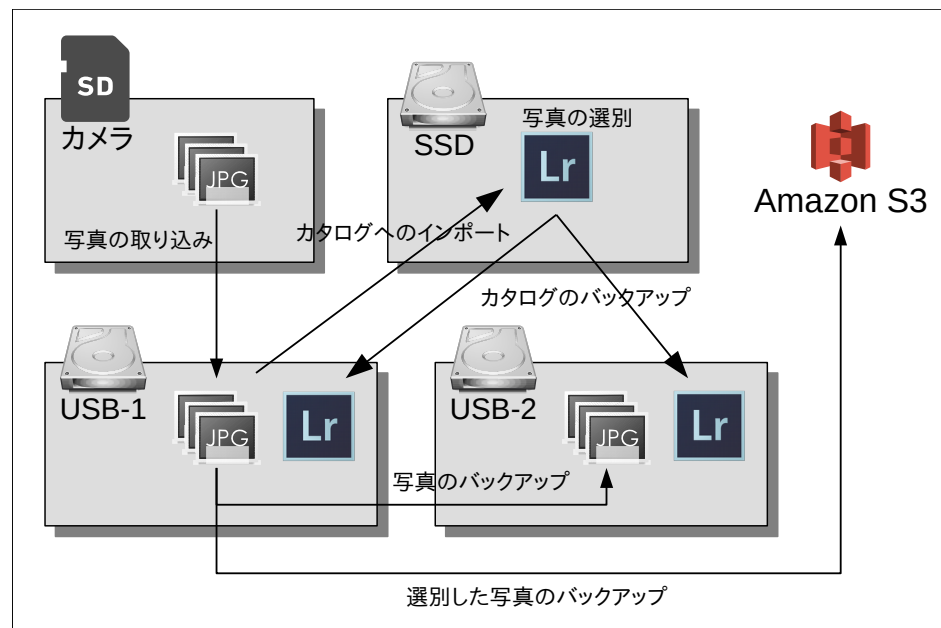 SD
カメラ
JPG
写真の取り込み
SSD
写真の選別
Lr
カタログへのインポート
Amazon S3
カタログのバックアップ
USB-1
JPG
Lr
USB-2
JPG
Lr
写真のバックアップ
選別した写真のバックアップ